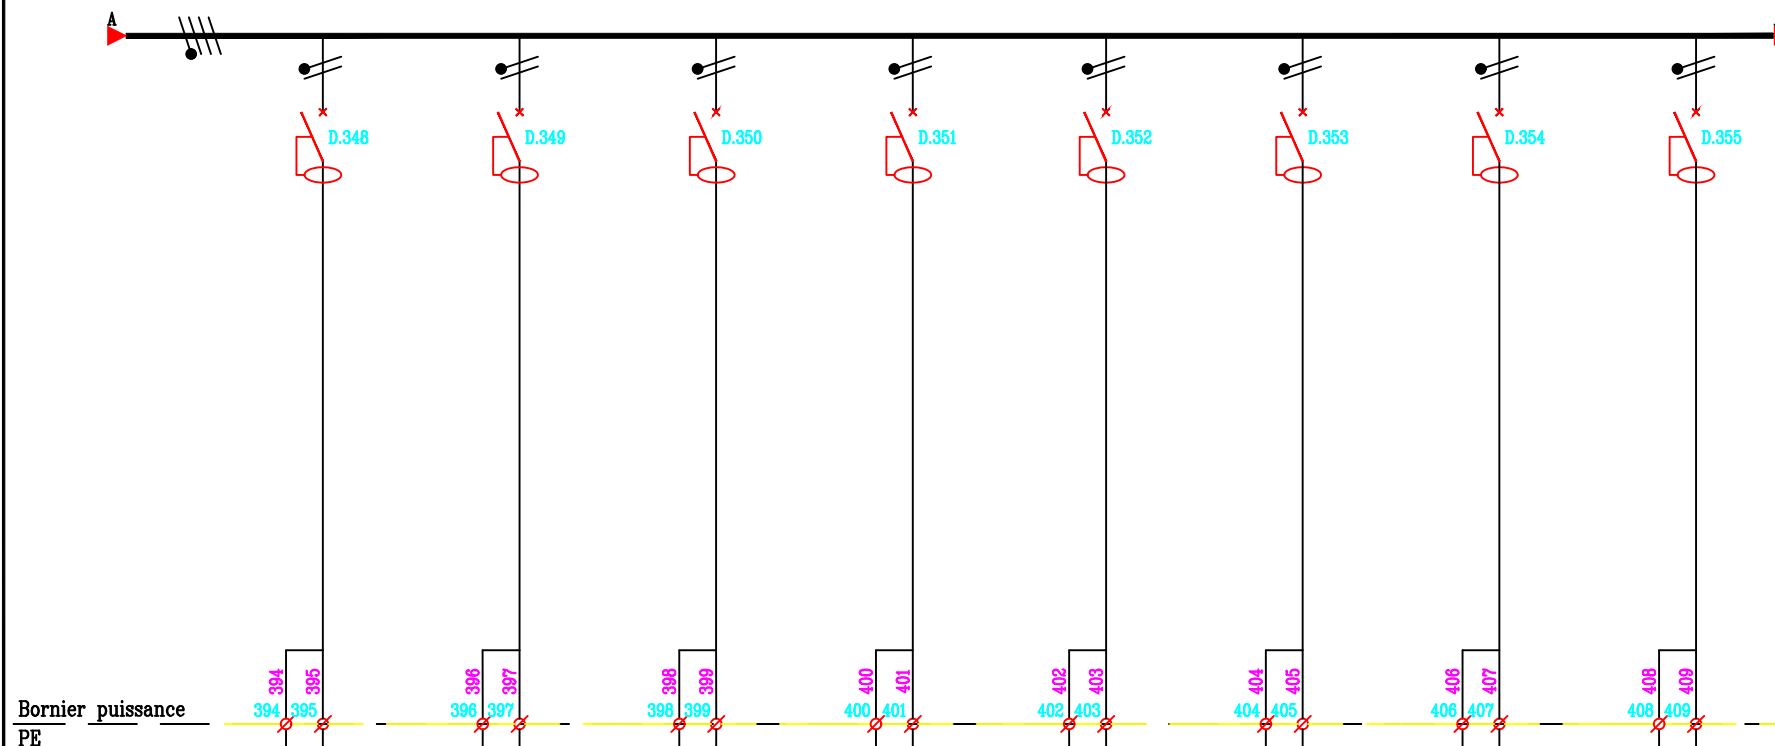 A
D.348 D.349 D.350 D.351 D.352 D.353 D.354 D.355
394 395 396 397 398 399 400 401 402 403 404 405 406 407 408 409
Bornier puissance 394 395 396 397 398 399 400 401 402 403 404 405 406 407 408 409
PE